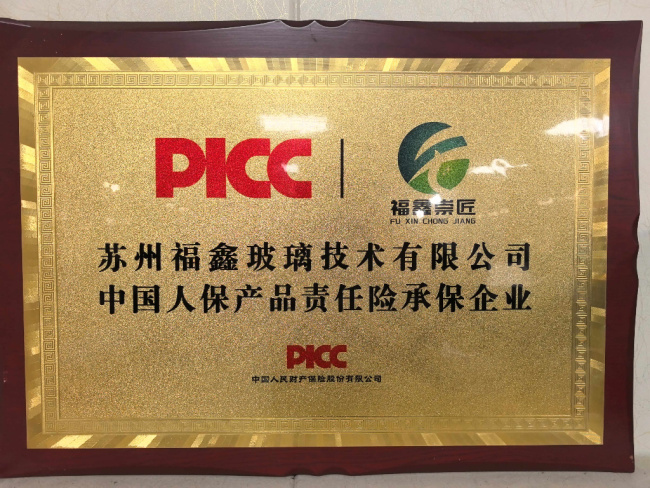 PICC
福鑫崇匠
FU XIN CHONG JIANG
苏州福鑫玻璃技术有限公司
中国人保产品责任险承保企业
PICC
中国人民财产保险股份有限公司